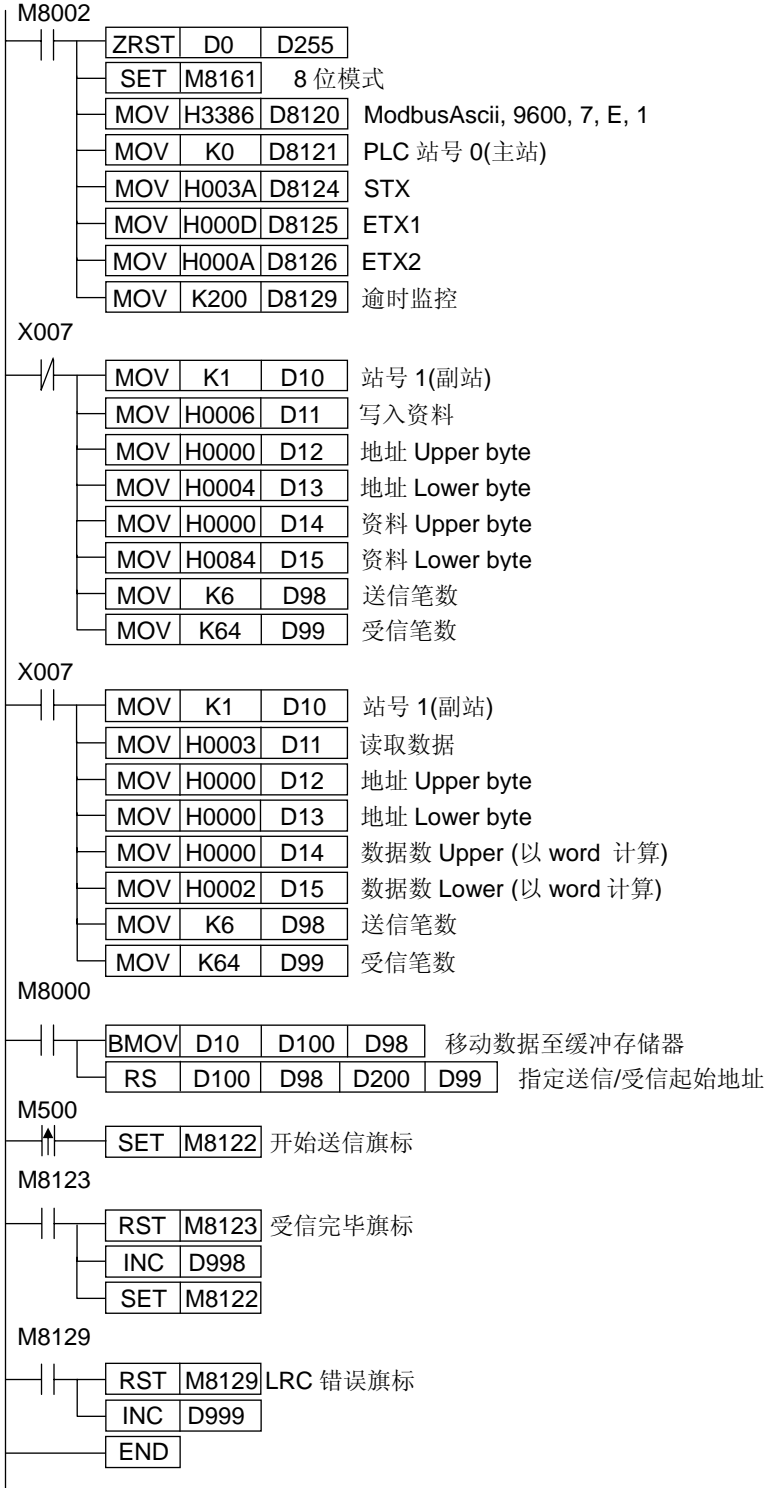 M8002
ZRST D0 D255
SET M8161 8 位模式
MOV H3386 D8120 ModbusAscii, 9600, 7, E, 1
MOV K0 D8121 PLC 站号 0(主站)
MOV H003A D8124 STX
MOV H000D D8125 ETX1
MOV H000A D8126 ETX2
MOV K200 D8129 逾时监控
X007
MOV K1 D10 站号 1(副站)
MOV H0006 D11 写入资料
MOV H0000 D12 地址 Upper byte
MOV H0004 D13 地址 Lower byte
MOV H0000 D14 资料 Upper byte
MOV H0084 D15 资料 Lower byte
MOV K6 D98 送信笔数
MOV K64 D99 受信笔数
X007
MOV K1 D10 站号 1(副站)
MOV H0003 D11 读取数据
MOV H0000 D12 地址 Upper byte
MOV H0000 D13 地址 Lower byte
MOV H0000 D14 数据数 Upper (以 word 计算)
MOV H0002 D15 数据数 Lower (以 word 计算)
MOV K6 D98 送信笔数
MOV K64 D99 受信笔数
M8000
BMOV D10 D100 D98 移动数据至缓冲存储器
RS D100 D98 D200 D99 指定送信/受信起始地址
M500
SET M8122 开始送信旗标
M8123
RST M8123 受信完毕旗标
INC D998
SET M8122
M8129
RST M8129 LRC 错误旗标
INC D999
END